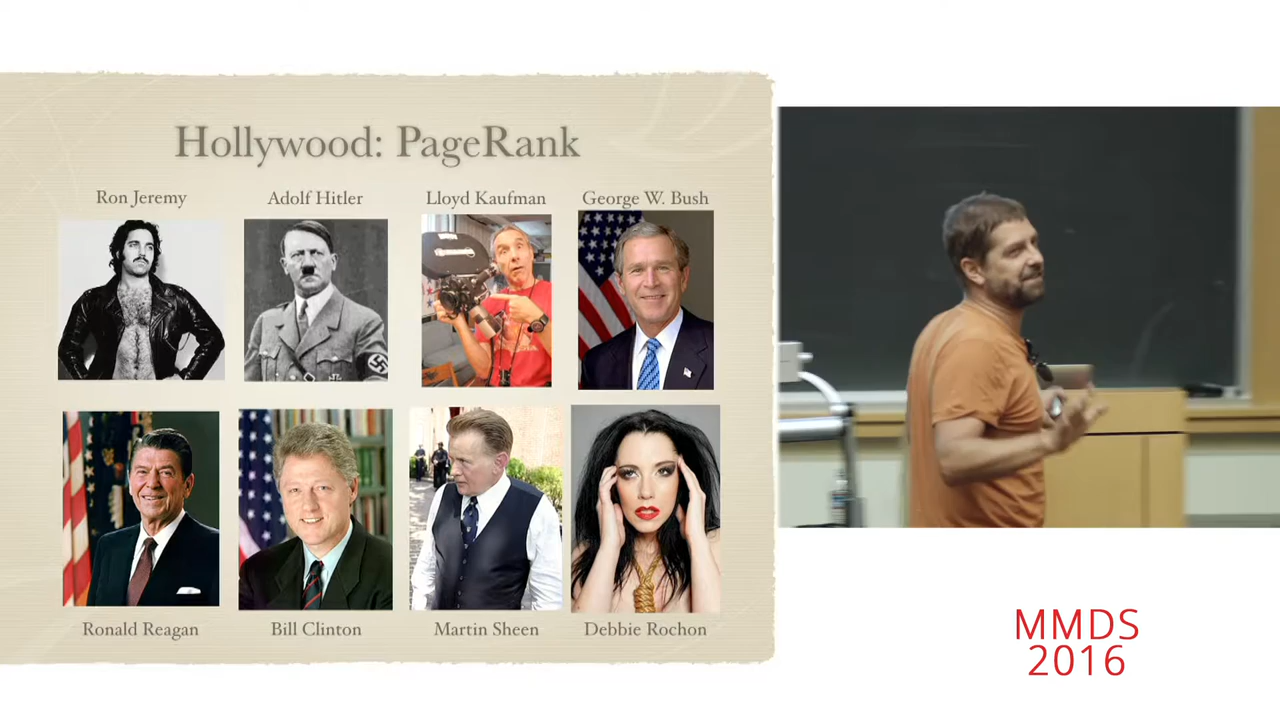 Hollywood: PageRank
Ron Jeremy
Adolf Hitler
Lloyd Kaufman
George W. Bush
Ronald Reagan
Bill Clinton
Martin Sheen
Debbie Rochon
MMDS
2016